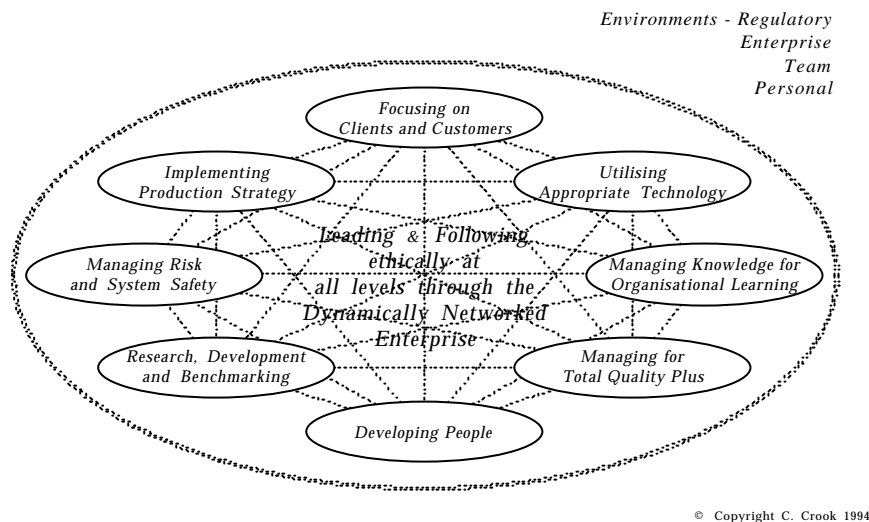 Environments - Regulatory
Enterprise
Team
Personal
Focusing on
Clients and Customers
Implementing
Production Strategy
Utilising
Appropriate Technology
Leading & Following
ethically at
all levels through the
Dynamically Networked
Enterprise
Managing Risk
and System Safety
Managing Knowledge for
Organisational Learning
Research, Development
and Benchmarking
Managing for
Total Quality Plus
Developing People
© Copyright C. Crook 1994